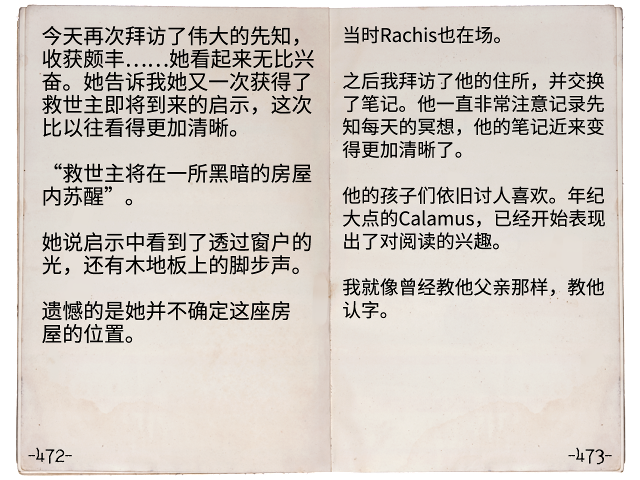 今天再次拜访了伟大的先知，
收获颇丰……她看起来无比兴
奋。她告诉我她又一次获得了
救世主即将到来的启示，这次
比以往看得更加清晰。
“救世主将在一所黑暗的房屋
内苏醒”。
她说启示中看到了透过窗户的
光，还有木地板上的脚步声。
遗憾的是她并不确定这座房
屋的位置。
-472-
当时Rachis也在场。
之后我拜访了他的住所，并交换
了笔记。他一直非常注意记录先
知每天的冥想，他的笔记近来变
得更加清晰了。
他的孩子们依旧讨人喜欢。年纪
大点的Calamus，已经开始表现
出了对阅读的兴趣。
我就像曾经教他父亲那样，教他
认字。
-473-